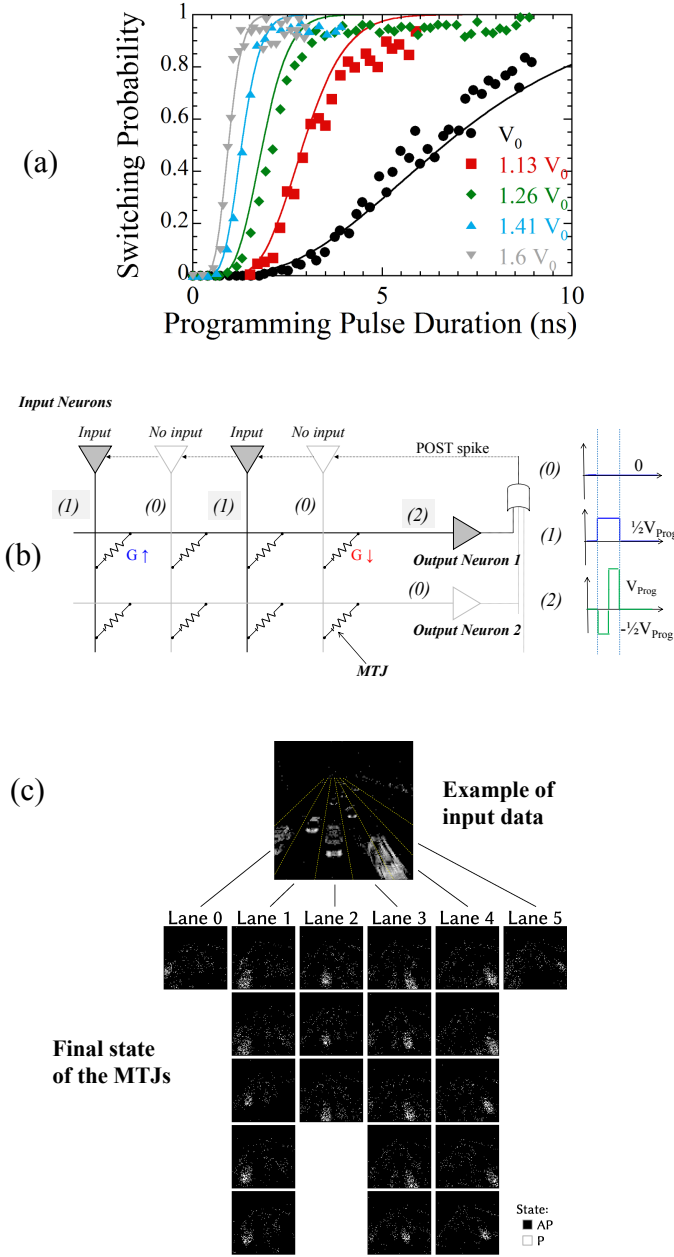 (a)
Switching Probability
1
0.8
0.6
0.4
0.2
0
0
5
10
V₀
1.13 V₀
1.26 V₀
1.41 V₀
1.6 V₀
Programming Pulse Duration (ns)
(b)
Input Neurons
Input
No input
Input
No input
POST spike
(1)
(0)
(1)
(0)
(2)
G ↑
G ↓
Output Neuron 1
(0)
Output Neuron 2
MTJ
(0)
0
(1)
½V_Prog
(2)
V_Prog
-½V_Prog
(c)
Example of
input data
Lane 0
Lane 1
Lane 2
Lane 3
Lane 4
Lane 5
Final state
of the MTJs
State:
AP
P